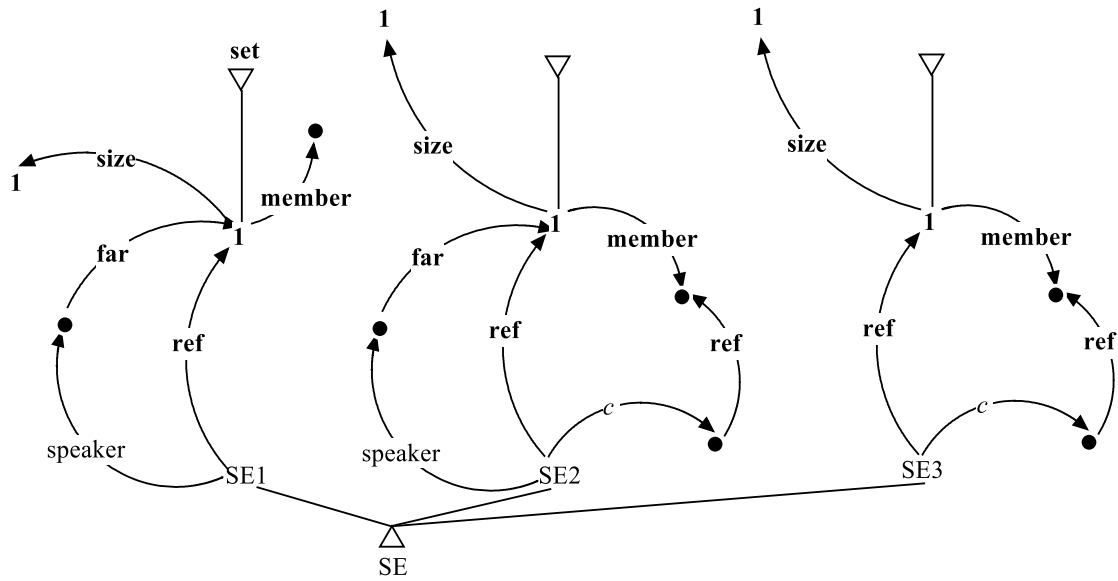 1
1
set
size
size
size
1
member
1
1
1
member
member
far
far
ref
ref
ref
ref
ref
c
c
speaker
speaker
SE1
SE2
SE3
SE